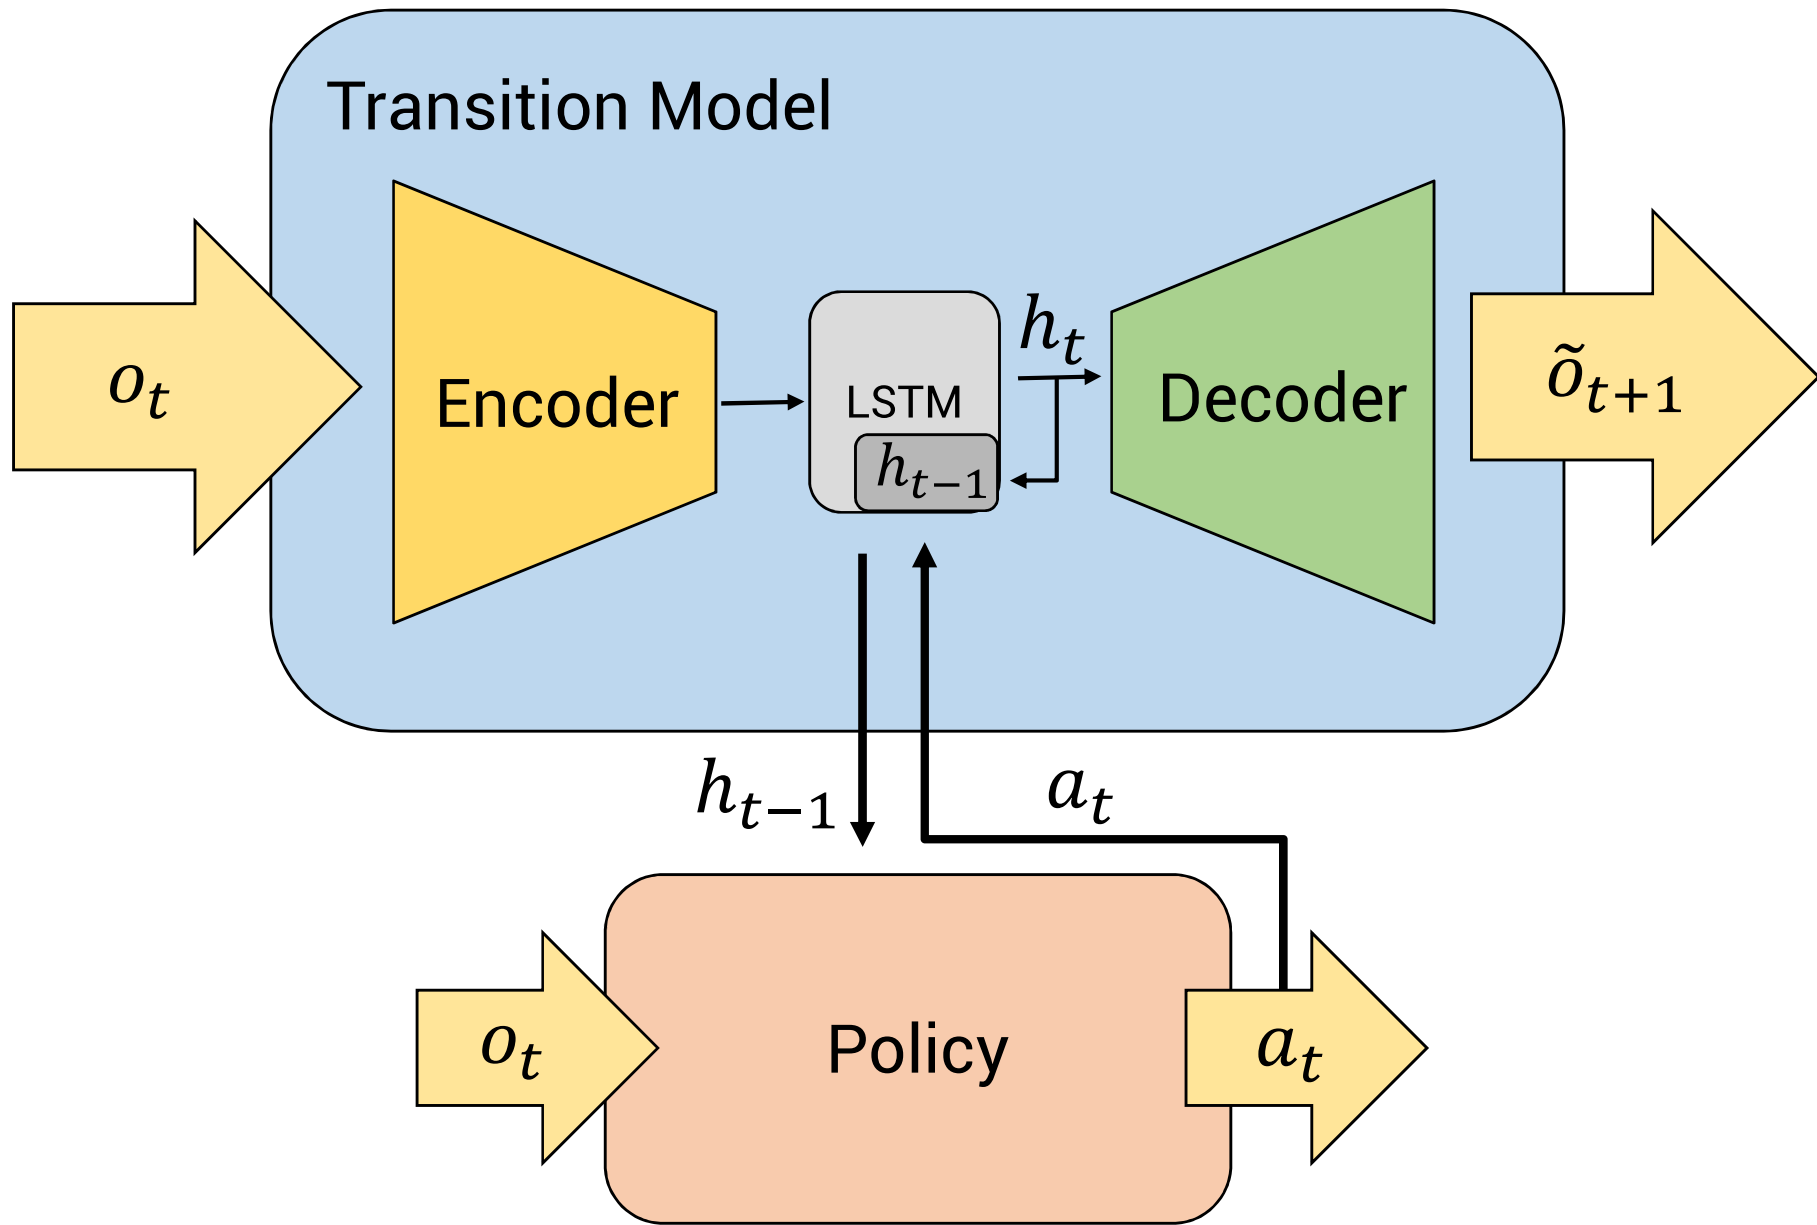 Transition Model
o_t
Encoder
LSTM
h_{t−1}
h_t
Decoder
õ_{t+1}
h_{t−1}
a_t
o_t
Policy
a_t